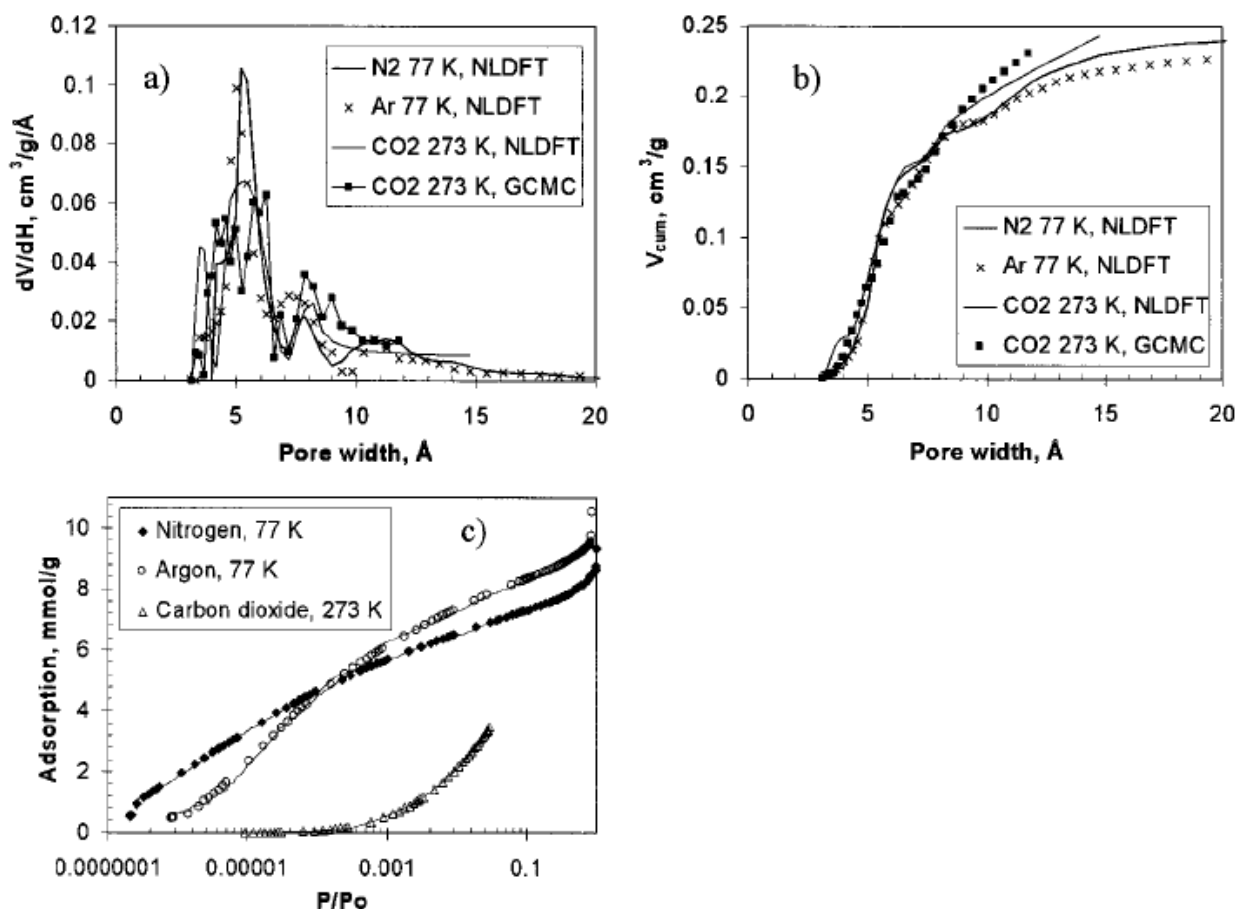 a)
0.12
0.1
0.08
0.06
0.04
0.02
0
dV/dH, cm³/g/Å
N2 77 K, NLDFT
Ar 77 K, NLDFT
CO2 273 K, NLDFT
CO2 273 K, GCMC
0 5 10 15 20
Pore width, Å
b)
0.25
0.2
0.15
0.1
0.05
0
Vcum, cm³/g
N2 77 K, NLDFT
Ar 77 K, NLDFT
CO2 273 K, NLDFT
CO2 273 K, GCMC
0 5 10 15 20
Pore width, Å
c)
10
8
6
4
2
0
Adsorption, mmol/g
Nitrogen, 77 K
Argon, 77 K
Carbon dioxide, 273 K
0.0000001 0.00001 0.001 0.1
P/Po